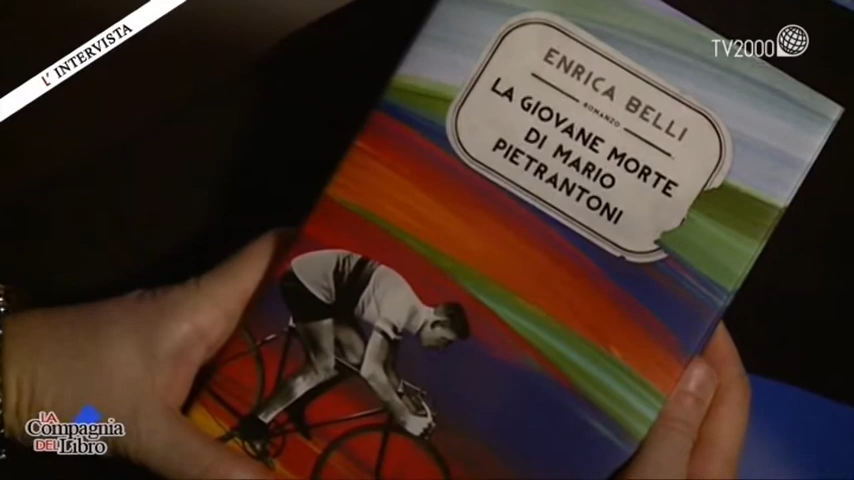 L'INTERVISTA
TV2000
ENRICA BELLI
ROMANZO
LA GIOVANE MORTE
DI MARIO
PIETRANTONI
LA
Compagnia
DEL Libro